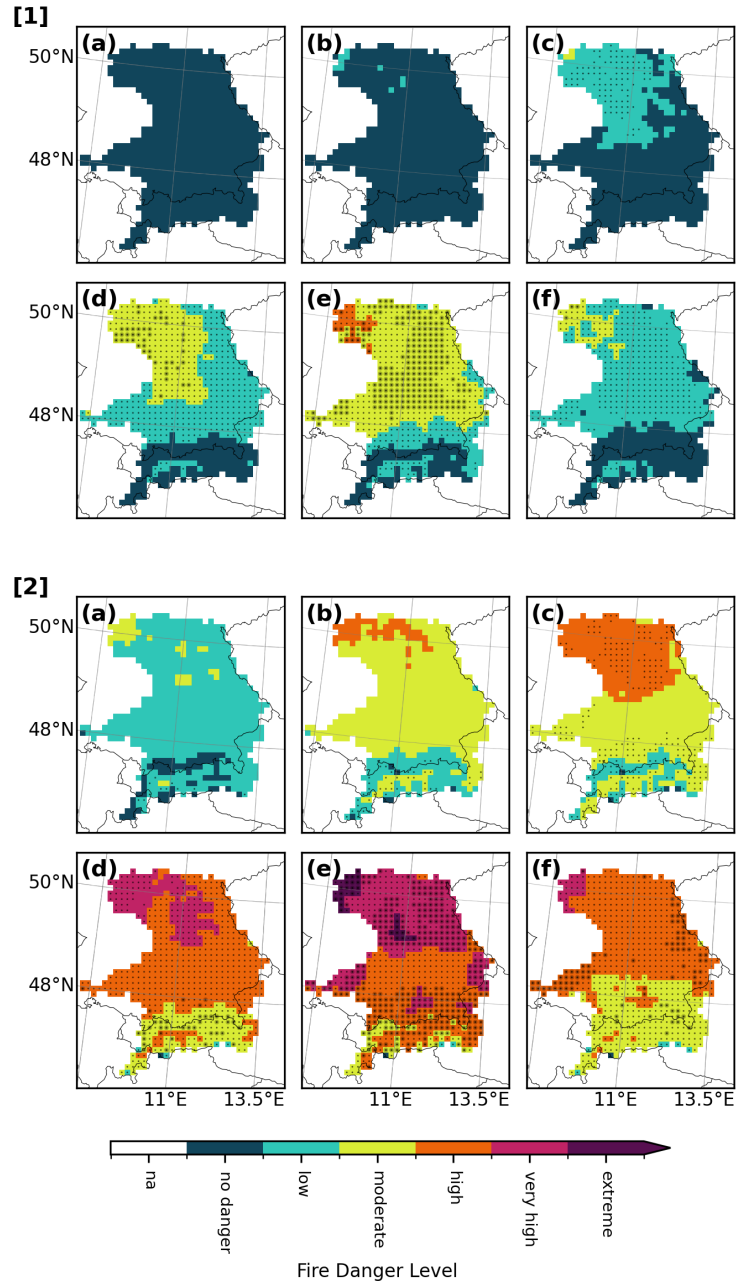 [1]
(a) (b) (c)
50°N
48°N
(d) (e) (f)
50°N
48°N
[2]
(a) (b) (c)
50°N
48°N
(d) (e) (f)
50°N
48°N
11°E 13.5°E 11°E 13.5°E 11°E 13.5°E
na no danger low moderate high very high extreme
Fire Danger Level